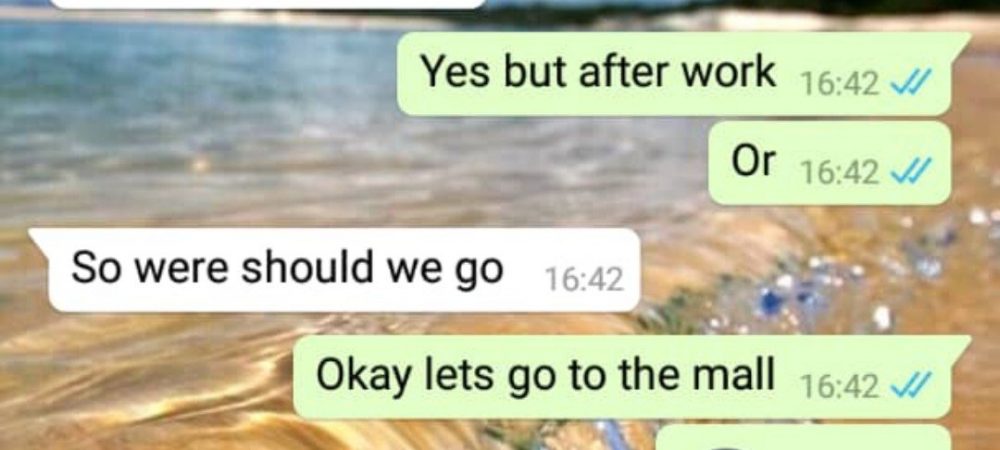 Yes but after work 16:42
Or 16:42
So were should we go 16:42
Okay lets go to the mall 16:42